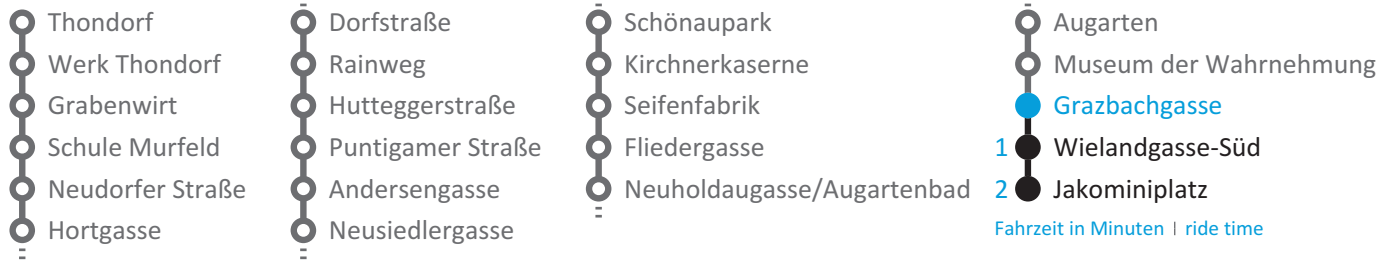 Thondorf
Werk Thondorf
Grabenwirt
Schule Murfeld
Neudorfer Straße
Hortgasse
Dorfstraße
Rainweg
Hutteggerstraße
Puntigamer Straße
Andersengasse
Neusiedlergasse
Schönaupark
Kirchnerkaserne
Seifenfabrik
Fliedergasse
Neuholdaugasse/Augartenbad
Augarten
Museum der Wahrnehmung
Grazbachgasse
1 Wielandgasse-Süd
2 Jakominiplatz
Fahrzeit in Minuten | ride time